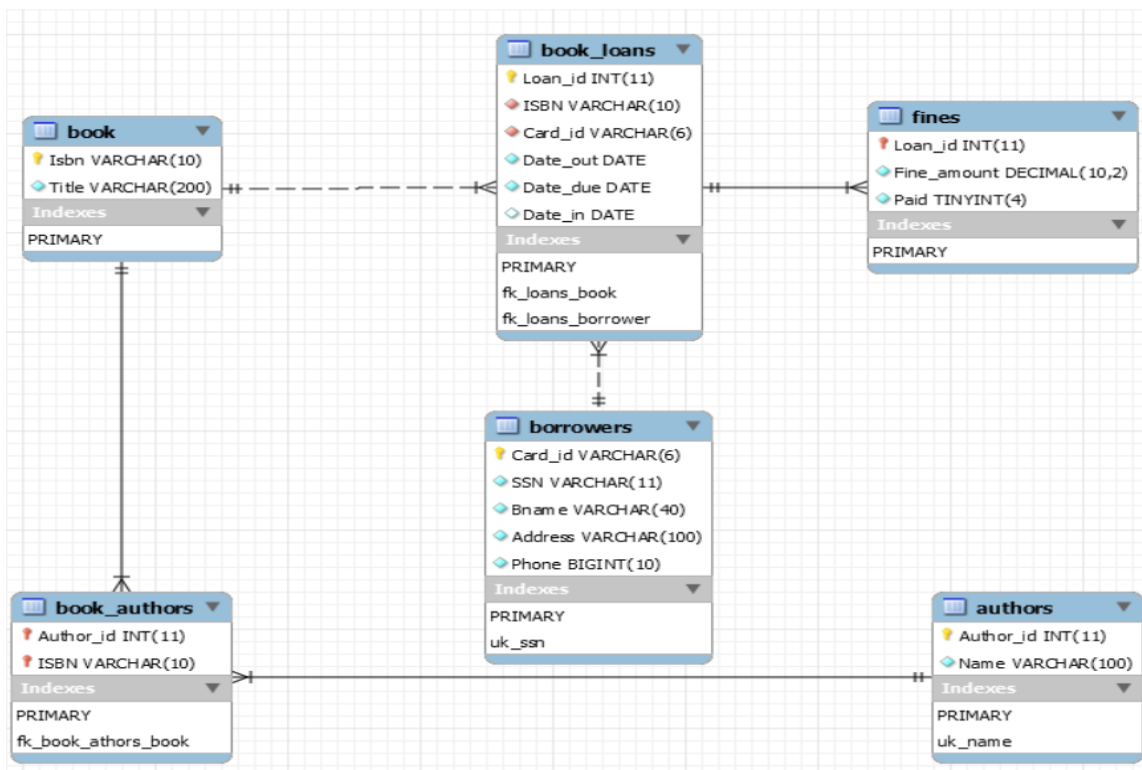 book_loans
Loan_id INT(11)
ISBN VARCHAR(10)
Card_id VARCHAR(6)
Date_out DATE
Date_due DATE
Date_in DATE
Indexes
PRIMARY
fk_loans_book
fk_loans_borrower
book
Isbn VARCHAR(10)
Title VARCHAR(200)
Indexes
PRIMARY
fines
Loan_id INT(11)
Fine_amount DECIMAL(10,2)
Paid TINYINT(4)
Indexes
PRIMARY
borrowers
Card_id VARCHAR(6)
SSN VARCHAR(11)
Bname VARCHAR(40)
Address VARCHAR(100)
Phone BIGINT(10)
Indexes
PRIMARY
uk_ssn
book_authors
Author_id INT(11)
ISBN VARCHAR(10)
Indexes
PRIMARY
fk_book_athors_book
authors
Author_id INT(11)
Name VARCHAR(100)
Indexes
PRIMARY
uk_name